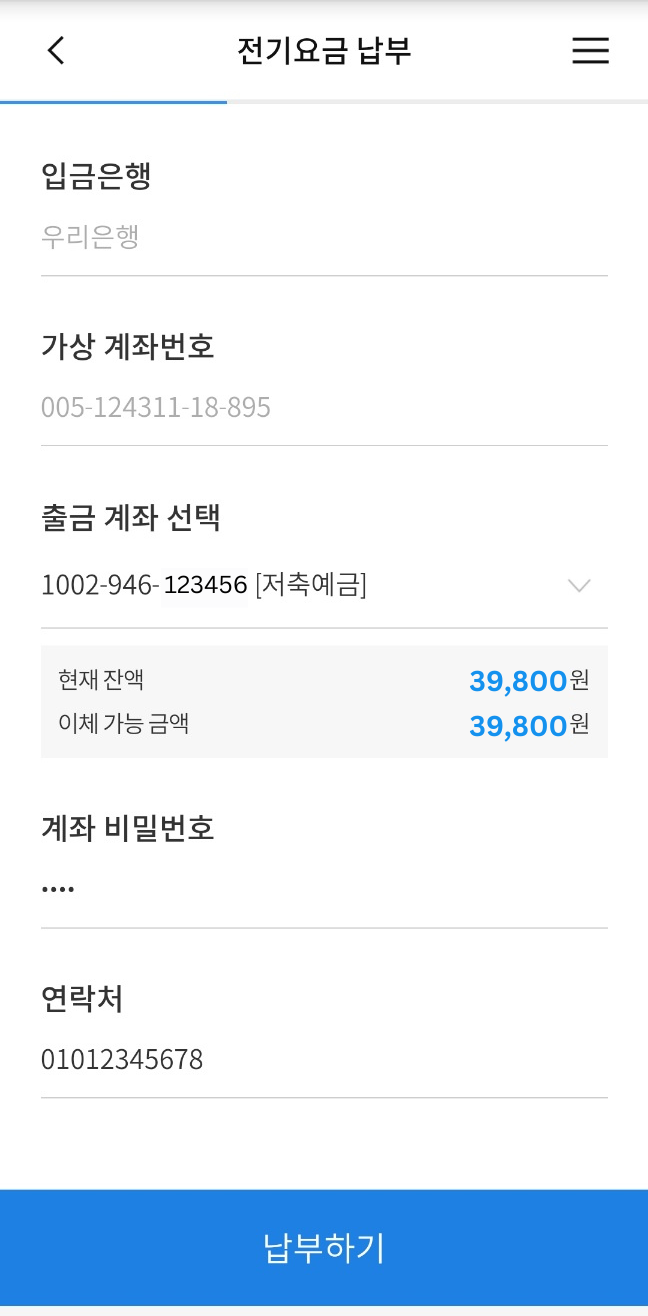 전기요금 납부
입금은행
우리은행
가상 계좌번호
005-124311-18-895
출금 계좌 선택
1002-946-123456 [저축예금]
현재 잔액 39,800원
이체 가능 금액 39,800원
계좌 비밀번호
••••
연락처
01012345678
납부하기